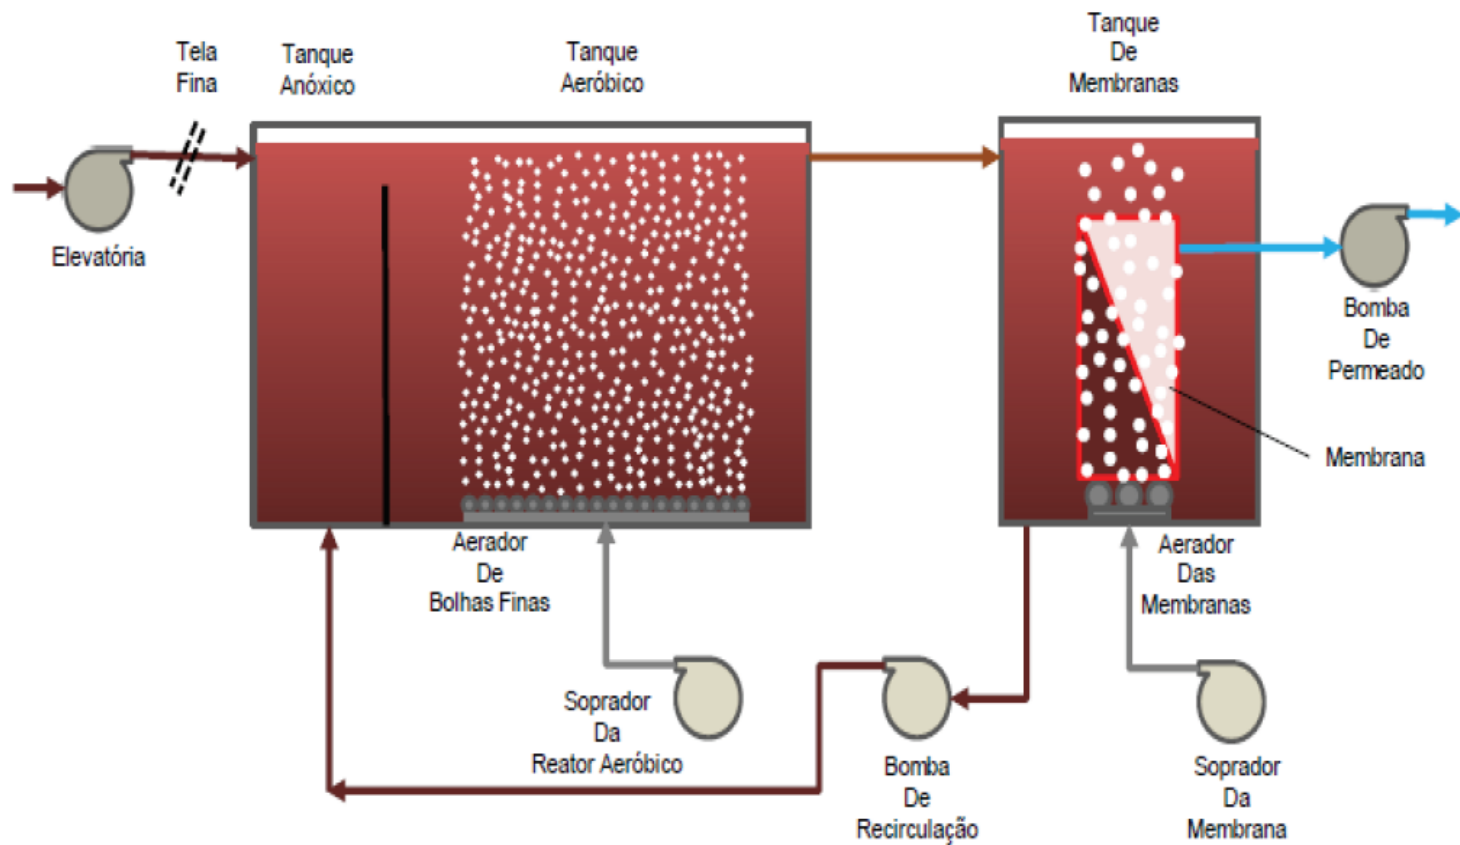 Tela
Fina
Tanque
Anóxico
Tanque
Aeróbico
Tanque
De
Membranas
Elevatória
Bomba
De
Permeado
Membrana
Aerador
De
Bolhas Finas
Aerador
Das
Membranas
Soprador
Da
Reator Aeróbico
Bomba
De
Recirculação
Soprador
Da
Membrana